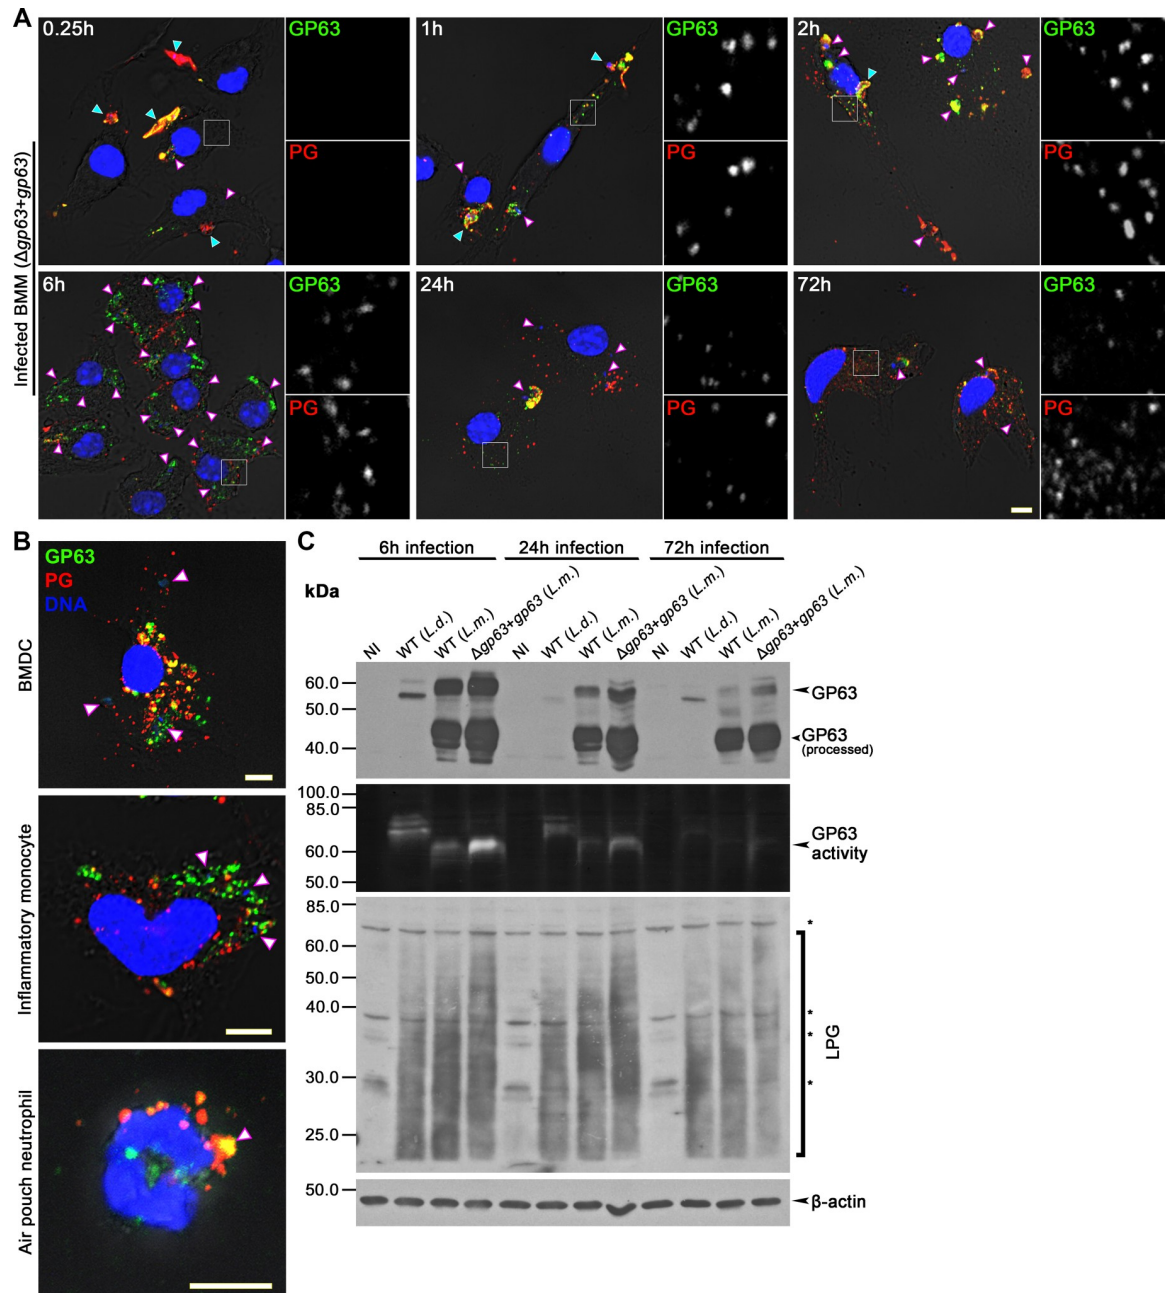 A
0.25h
GP63
PG
1h
GP63
PG
2h
GP63
PG
Infected BMM (Δgp63+gp63)
6h
GP63
PG
24h
GP63
PG
72h
GP63
PG
B
GP63
PG
DNA
BMDC
Inflammatory monocyte
Air pouch neutrophil
C
6h infection
24h infection
72h infection
kDa
NI
WT (L.d.)
WT (L.m.)
Δgp63+gp63 (L.m.)
NI
WT (L.d)
WT (L.m.)
Δgp63+gp63 (L.m.)
NI
WT (L.d.)
WT (L.m.)
Δgp63+gp63 (L.m.)
60.0
50.0
40.0
GP63
GP63
(processed)
100.0
85.0
60.0
50.0
GP63
activity
85.0
60.0
50.0
40.0
30.0
25.0
*
*
*
*
LPG
50.0
β-actin